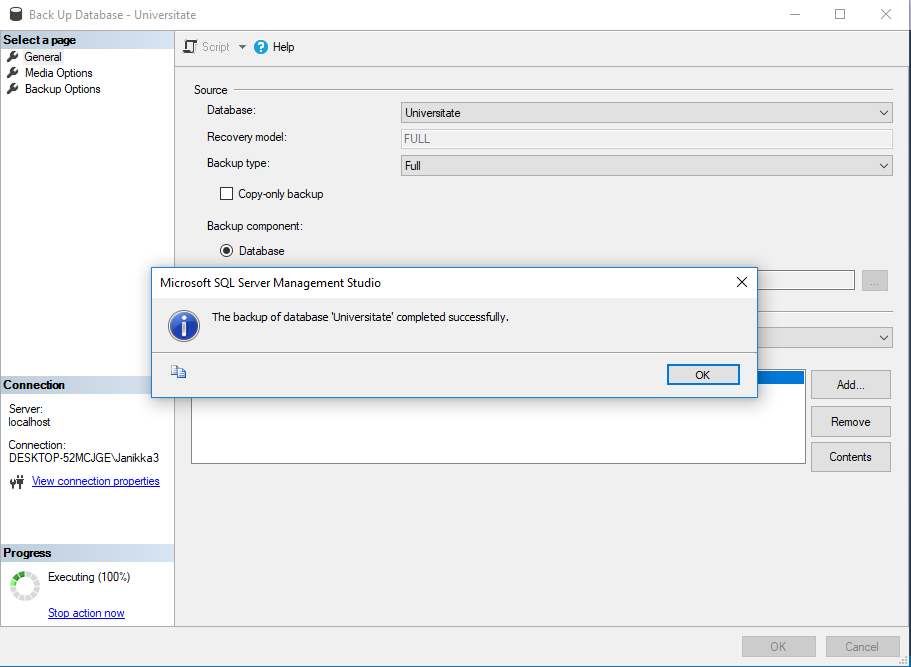 Back Up Database - Universitate
Select a page
General
Media Options
Backup Options
Script
Help
Source
Database:
Universitate
Recovery model:
FULL
Backup type:
Full
Copy-only backup
Backup component:
Database
...
Microsoft SQL Server Management Studio
The backup of database 'Universitate' completed successfully.
OK
Add...
Remove
Contents
Connection
Server:
localhost
Connection:
DESKTOP-52MCJGE\Janikka3
View connection properties
Progress
Executing (100%)
Stop action now
OK
Cancel